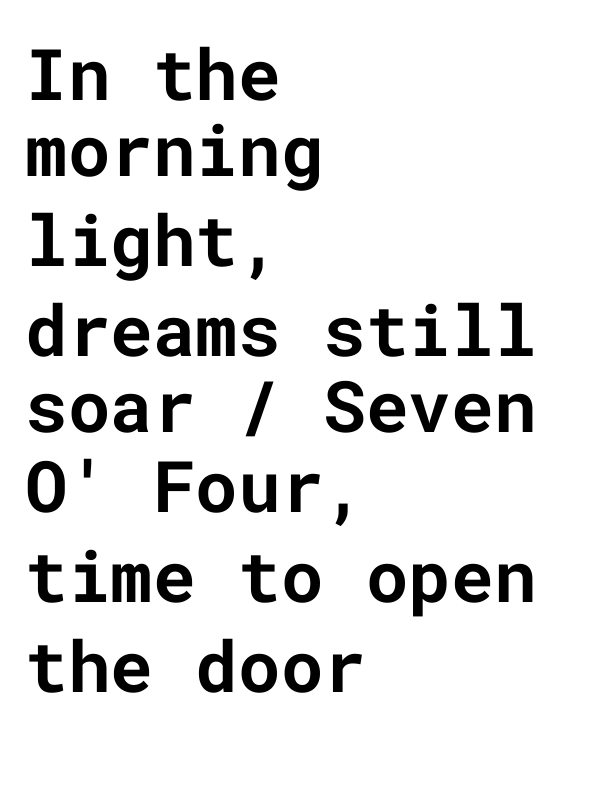 In the
morning
light,
dreams still
soar / Seven
O' Four,
time to open
the door